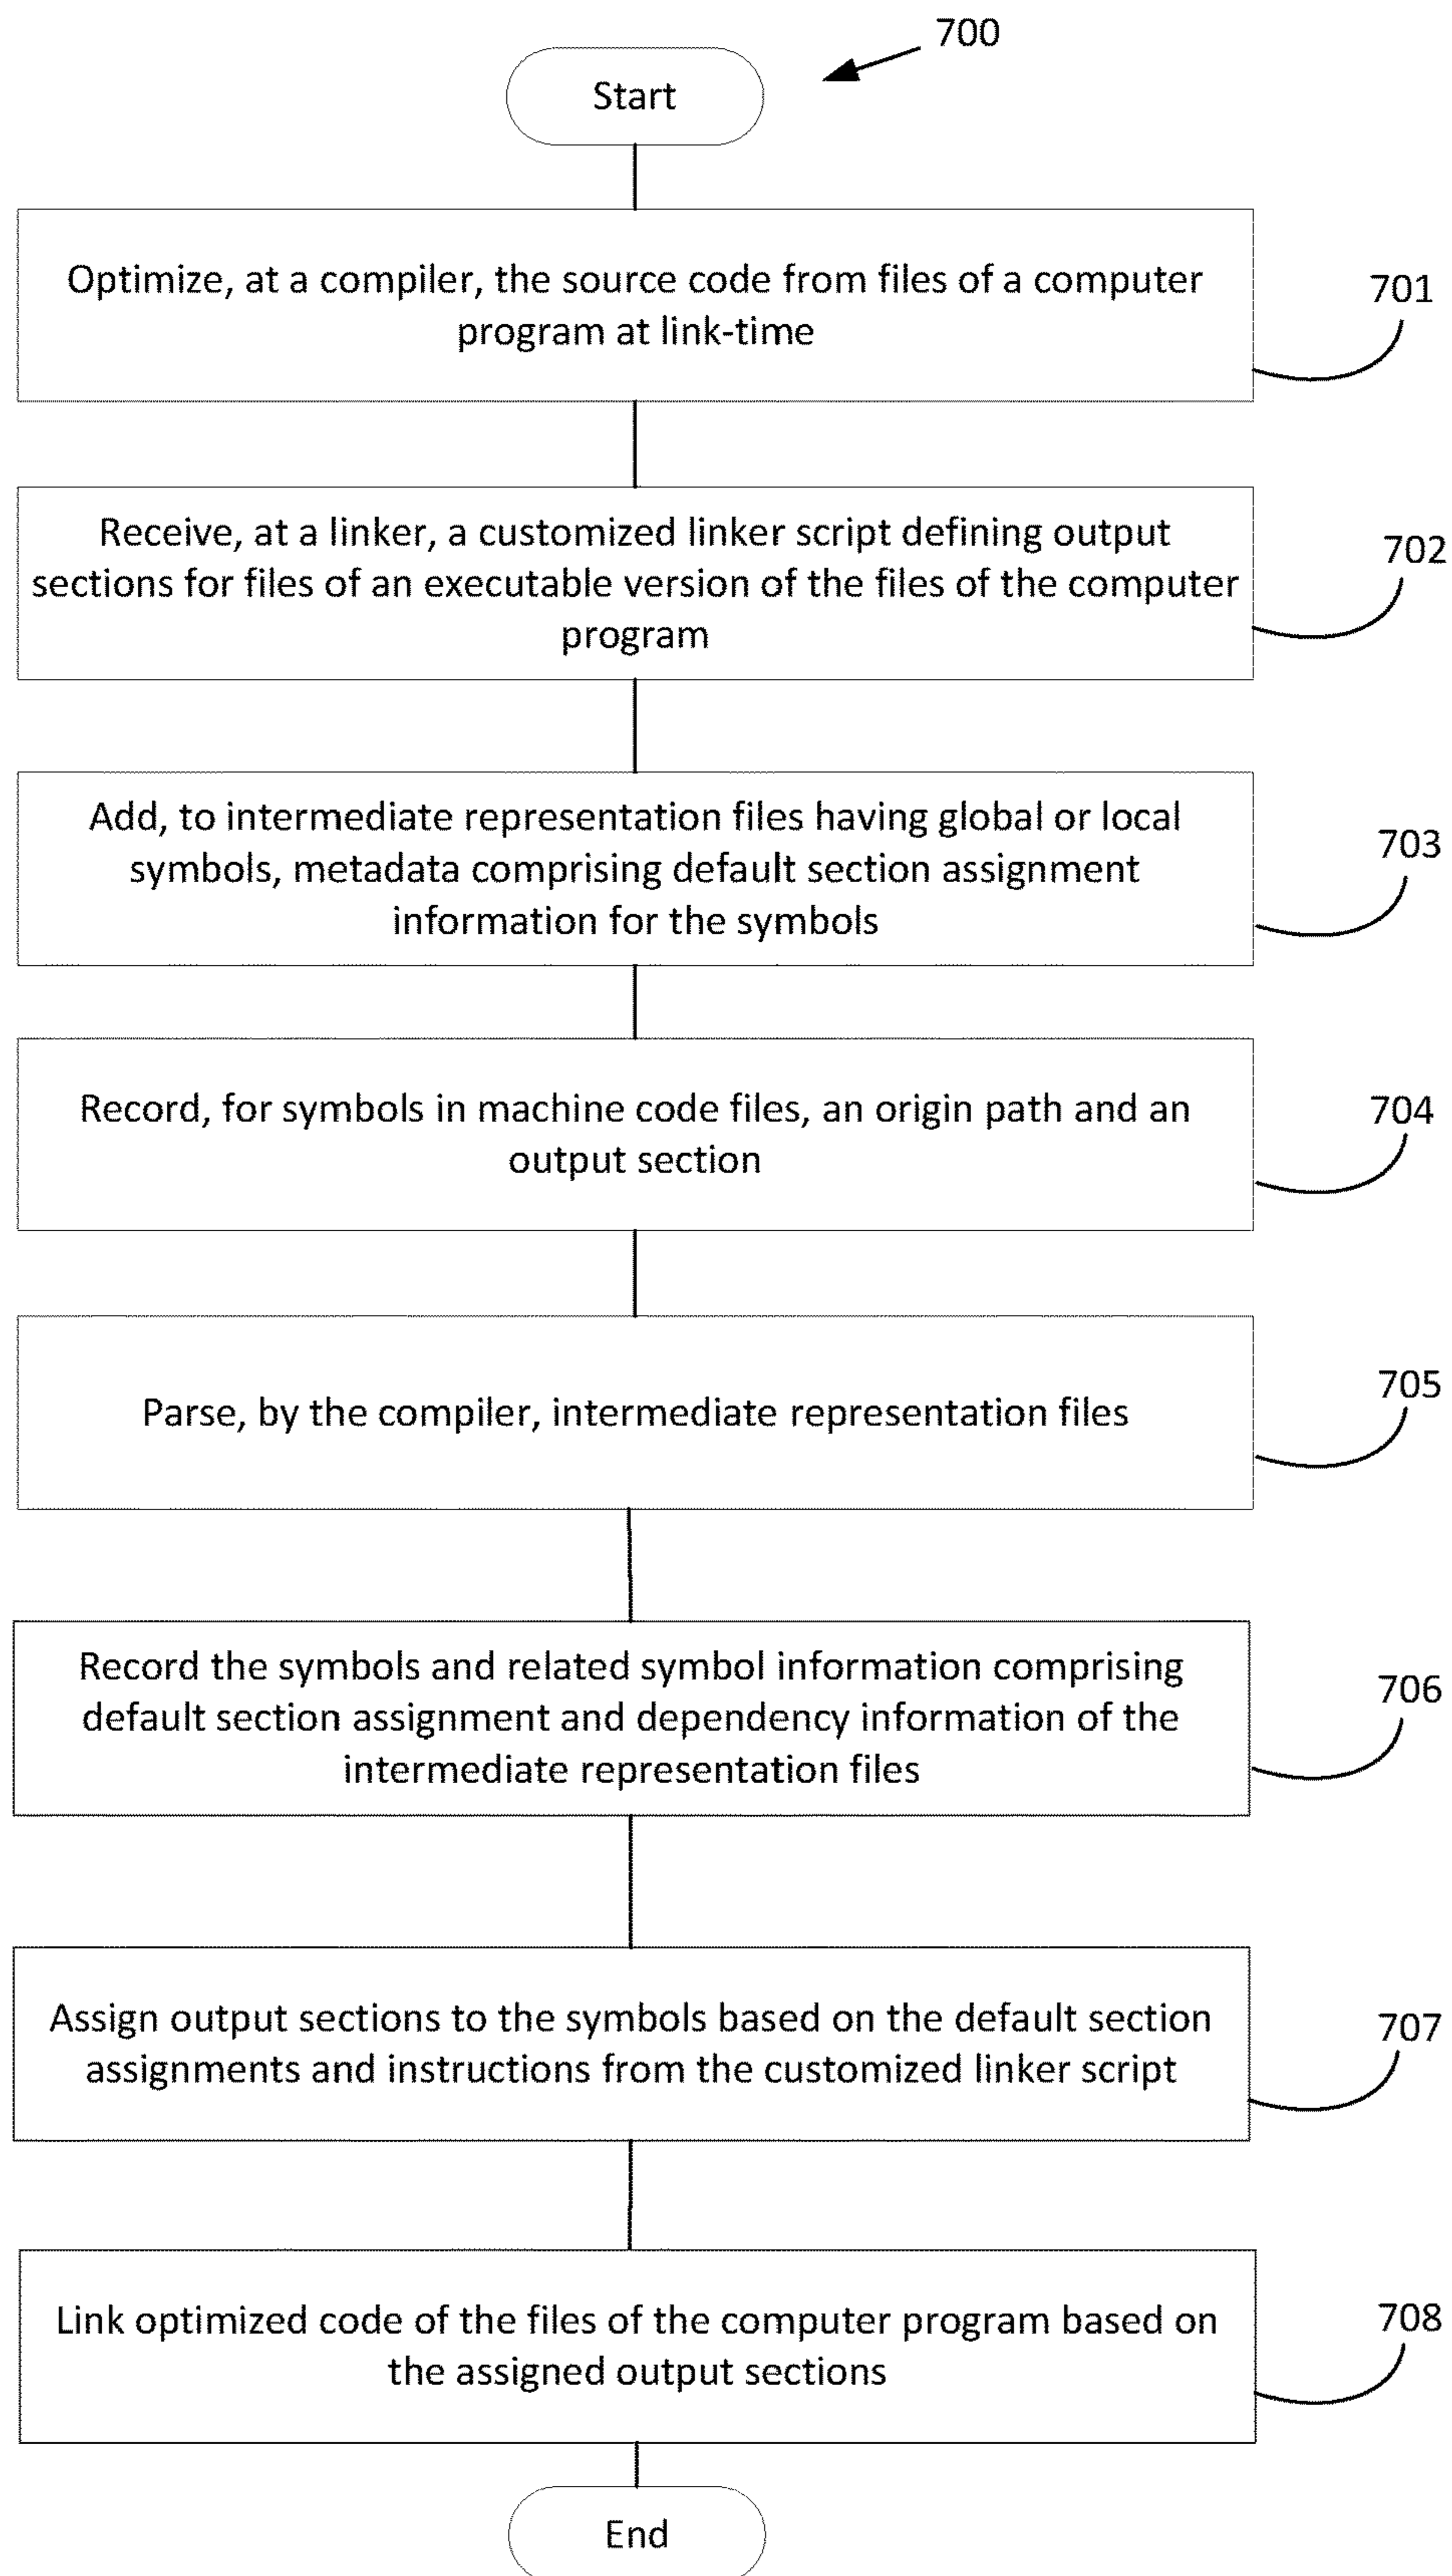 700
Start
Optimize, at a compiler, the source code from files of a computer
program at link-time
701
Receive, at a linker, a customized linker script defining output
sections for files of an executable version of the files of the computer
program
702
Add, to intermediate representation files having global or local
symbols, metadata comprising default section assignment
information for the symbols
703
Record, for symbols in machine code files, an origin path and an
output section
704
Parse, by the compiler, intermediate representation files
705
Record the symbols and related symbol information comprising
default section assignment and dependency information of the
intermediate representation files
706
Assign output sections to the symbols based on the default section
assignments and instructions from the customized linker script
707
Link optimized code of the files of the computer program based on
the assigned output sections
708
End